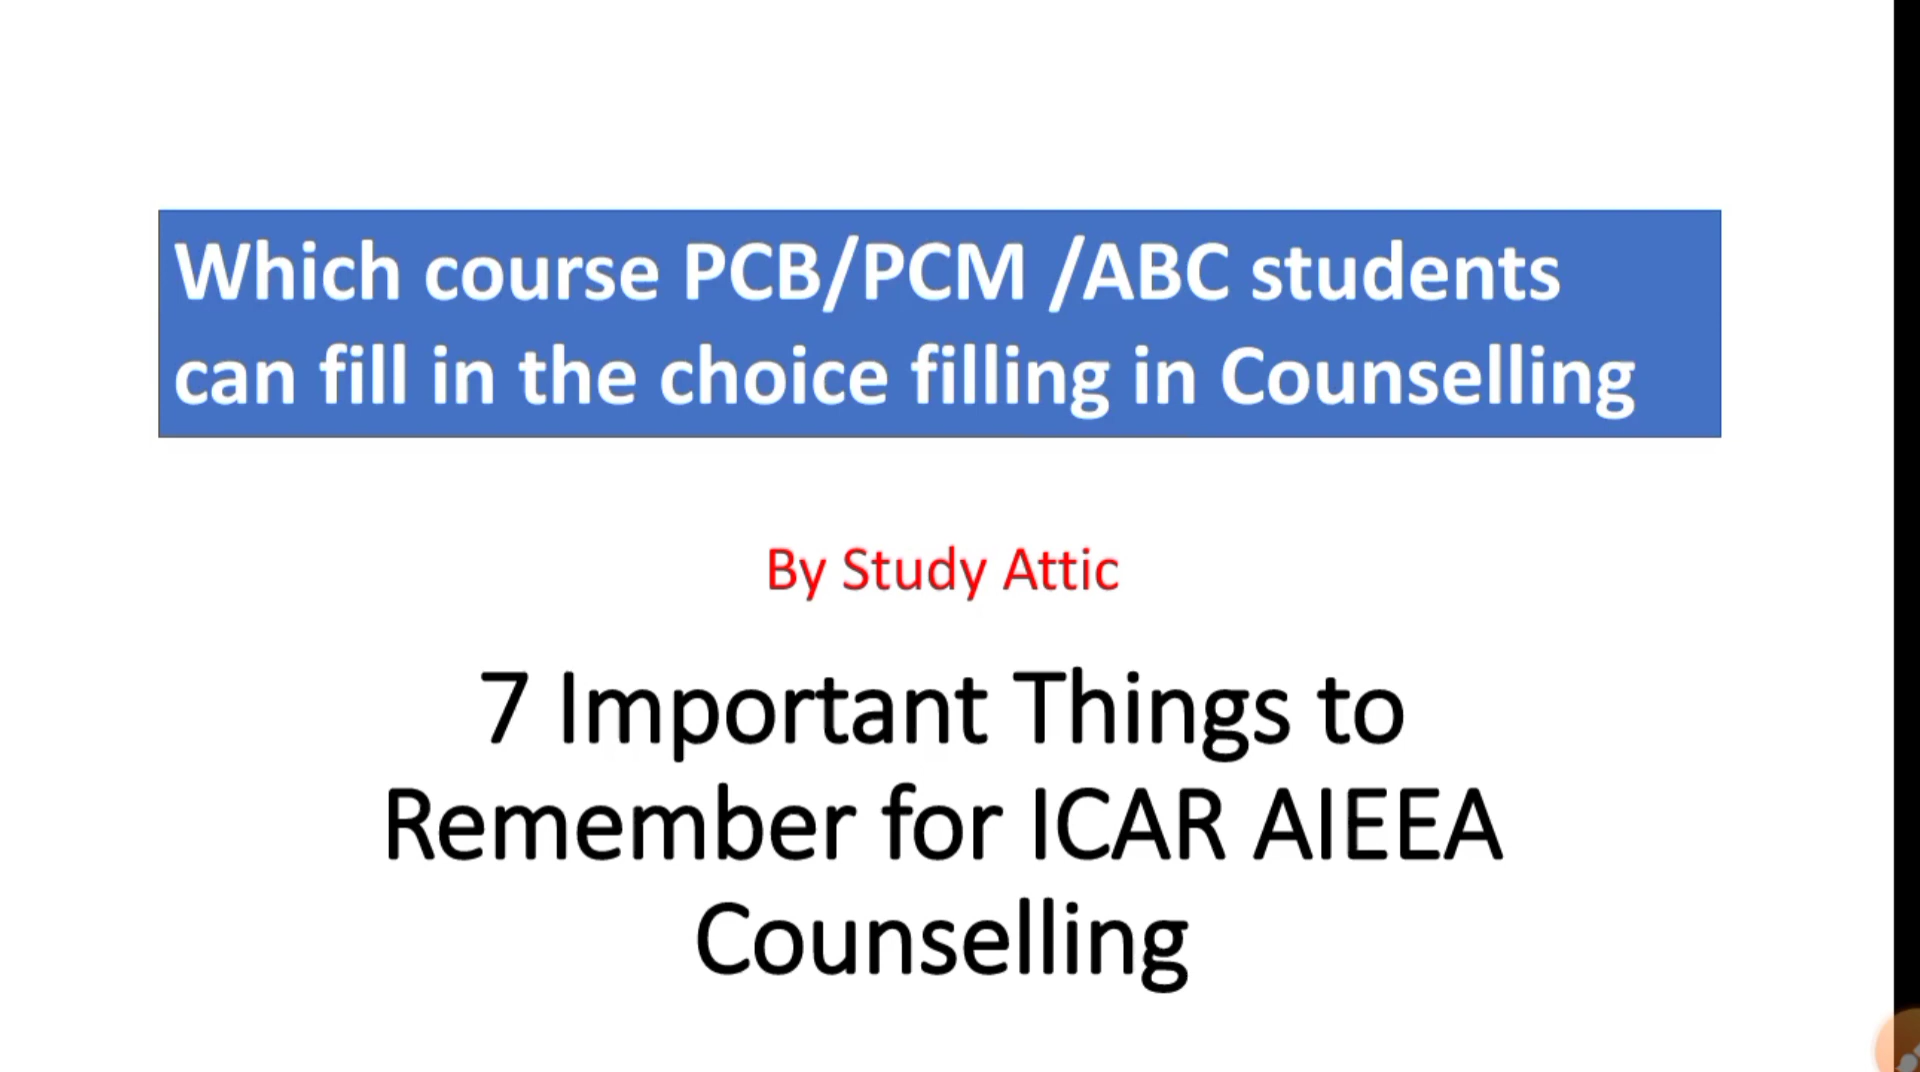 Which course PCB/PCM /ABC students
can fill in the choice filling in Counselling
By Study Attic
7 Important Things to
Remember for ICAR AIEEA
Counselling